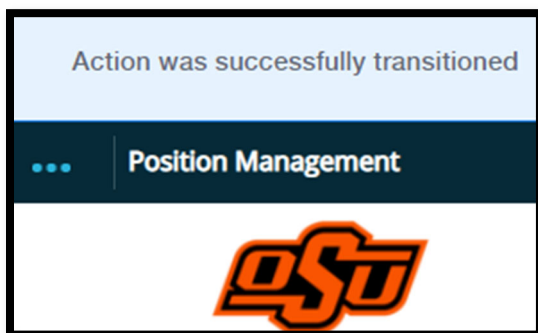 Action was successfully transitioned
Position Management
OSU